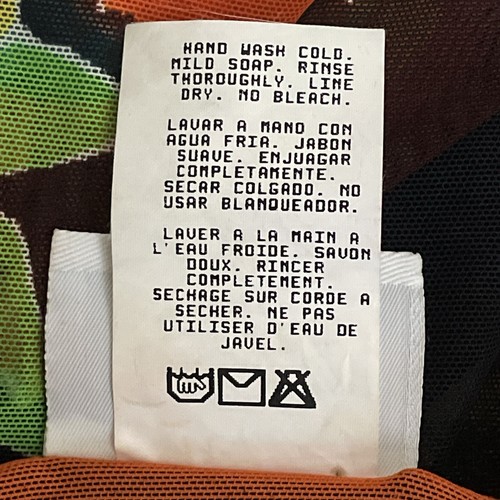 HAND WASH COLD.
MILD SOAP. RINSE
THOROUGHLY. LINE
DRY. NO BLEACH.
LAVAR A MANO CON
AGUA FRIA. JABON
SUAVE. ENJUAGAR
COMPLETAMENTE.
SECAR COLGADO. NO
USAR BLANQUEADOR.
LAVER A LA MAIN A
L'EAU FROIDE. SAVON
DOUX. RINCER
COMPLETEMENT.
SECHAGE SUR CORDE A
SECHER. NE PAS
UTILISER D'EAU DE
JAVEL.